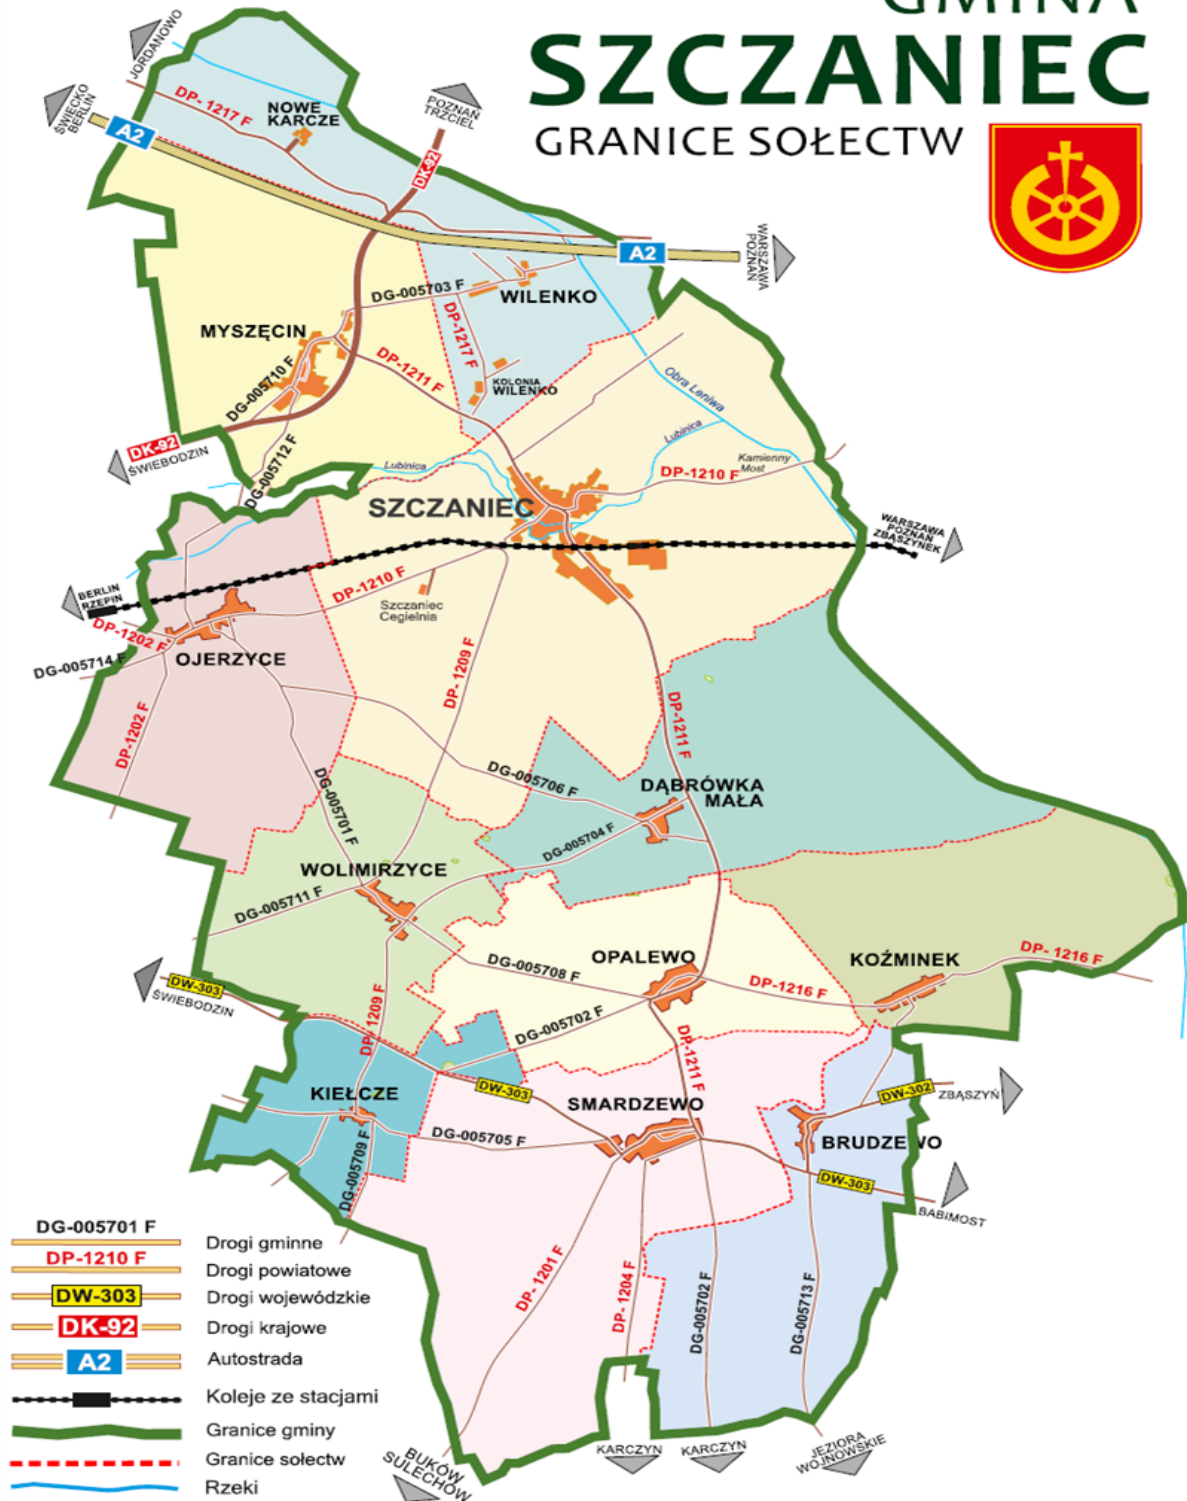 GMINA
SZCZANIEC
GRANICE SOŁECTW
JORDANOWO
ŚWIECKO
BERLIN
A2
DP- 1217 F
NOWE
KARCZE
POZNAŃ
TRZCIEL
DK-92
A2
WARSZAWA
POZNAŃ
DG-005703 F
WILENKO
MYSZĘCIN
DP-1217 F
DP-1211 F
KOLONIA
WILENKO
DG-005710 F
Obra Leniwa
Lubinica
DK-92
ŚWIEBODZIN
DG-005712 F
Lubinica
Kamienny
Most
DP-1210 F
SZCZANIEC
WARSZAWA
POZNAŃ
ZBĄSZYNEK
BERLIN
RZEPIN
DP-1210 F
Szczaniec
Cegielnia
DP-1202 F
DG-005714 F
OJERZYCE
DP- 1209 F
DP-1202 F
DP-1211 F
DG-005701 F
DG-005706 F
DĄBRÓWKA
MAŁA
DG-005704 F
WOLIMIRZYCE
DG-005711 F
DG-005708 F
OPALEWO
KOŹMINEK
DP- 1216 F
DP-1216 F
DW-303
ŚWIEBODZIN
DP- 1209 F
DG-005702 F
DP-1211 F
KIEŁCZE
DW-303
SMARDZEWO
DW-302
ZBĄSZYŃ
DG-005705 F
BRUDZEWO
DG-005709 F
DW-303
BABIMOST
DP- 1201 F
DP- 1204 F
DG-005702 F
DG-005713 F
BUKÓW
SULECHÓW
KARCZYN
KARCZYN
JEZIORA
WOJNOWSKIE
DG-005701 F
Drogi gminne
DP-1210 F
Drogi powiatowe
DW-303
Drogi wojewódzkie
DK-92
Drogi krajowe
A2
Autostrada
Koleje ze stacjami
Granice gminy
Granice sołectw
Rzeki